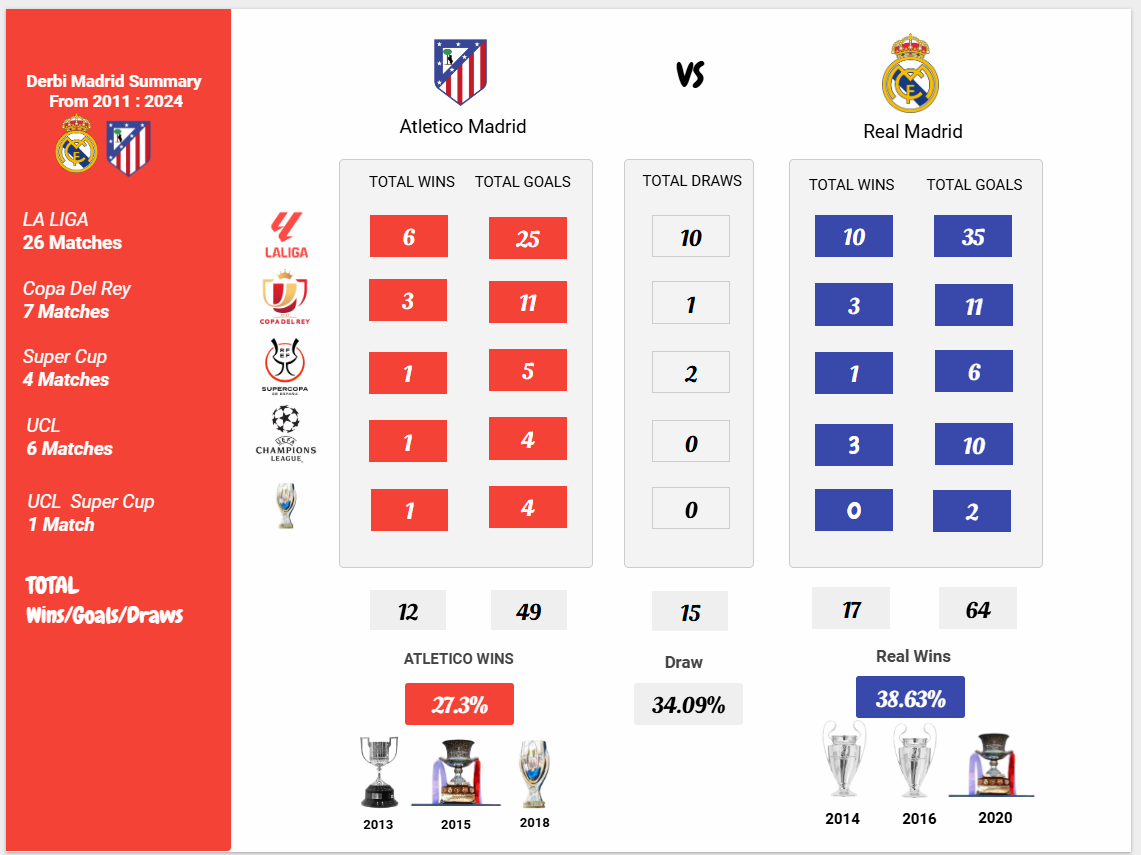 Derbi Madrid Summary
From 2011 : 2024
LA LIGA
26 Matches
Copa Del Rey
7 Matches
Super Cup
4 Matches
UCL
6 Matches
UCL Super Cup
1 Match
TOTAL
Wins/Goals/Draws
Atletico Madrid
VS
Real Madrid
TOTAL WINS TOTAL GOALS
TOTAL DRAWS
TOTAL WINS TOTAL GOALS
LALIGA
6 25 10 10 35
COPA DEL REY
3 11 1 3 11
RF
EF
SUPERCOPA
DE ESPAÑA
1 5 2 1 6
UEFA
CHAMPIONS
LEAGUE
1 4 0 3 10
1 4 0 0 2
12 49 15 17 64
ATLETICO WINS
Draw
Real Wins
27.3%
34.09%
38.63%
2013 2015 2018
2014 2016 2020